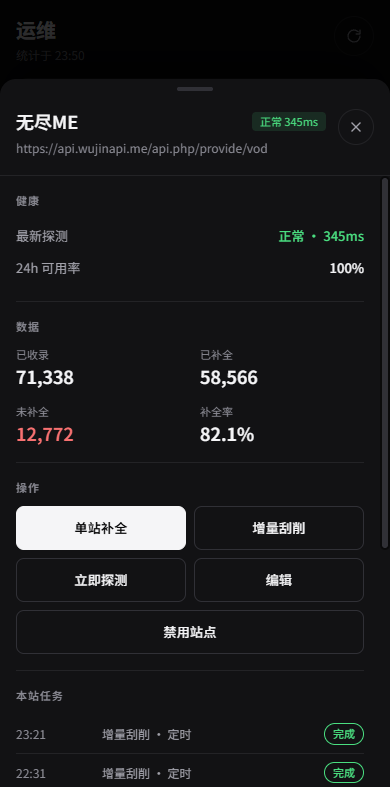 运维
统计于 23:50
无尽ME
正常 345ms
https://api.wujinapi.me/api.php/provide/vod
健康
最新探测
正常 · 345ms
24h 可用率
100%
数据
已收录
已补全
71,338
58,566
未补全
补全率
12,772
82.1%
操作
单站补全
增量刮削
立即探测
编辑
禁用站点
本站任务
23:21
增量刮削 · 定时
完成
22:31
增量刮削 · 定时
完成